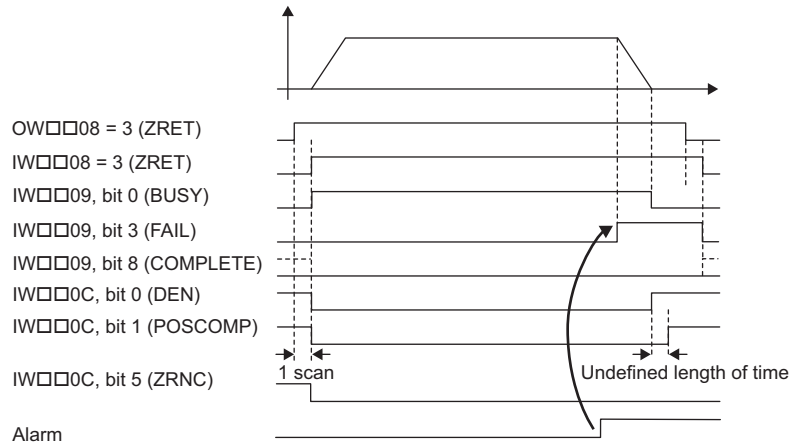 OW□□08 = 3 (ZRET)
IW□□08 = 3 (ZRET)
IW□□09, bit 0 (BUSY)
IW□□09, bit 3 (FAIL)
IW□□09, bit 8 (COMPLETE)
IW□□0C, bit 0 (DEN)
IW□□0C, bit 1 (POSCOMP)
1 scan
Undefined length of time
IW□□0C, bit 5 (ZRNC)
Alarm